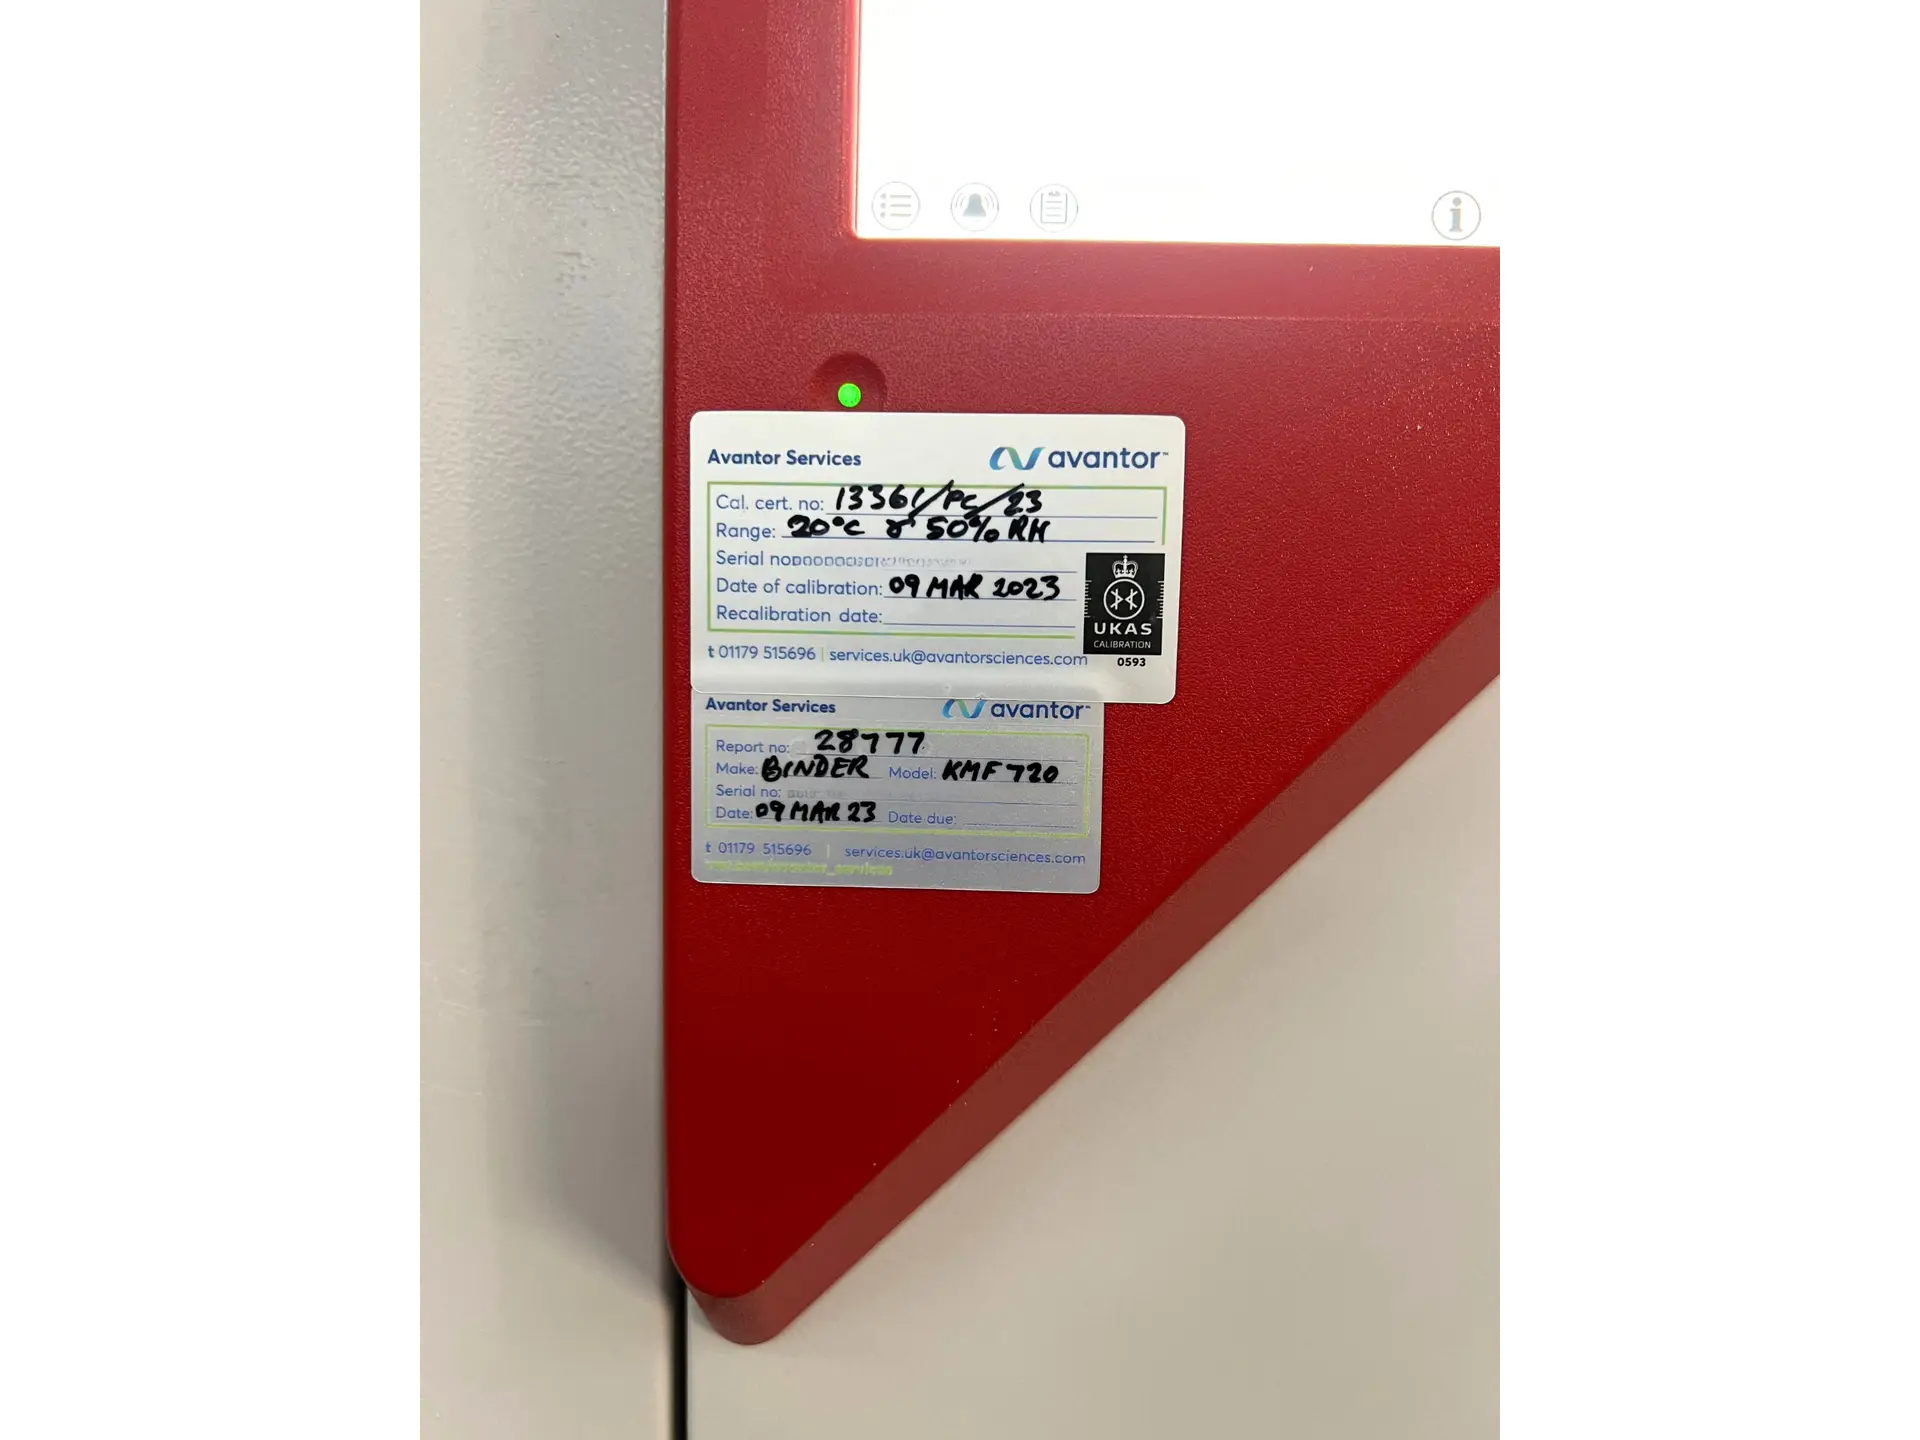 Avantor Services avantor™
Cal. cert. no: 13361/PC/23
Range: 20°C & 50% RH
Serial no
Date of calibration: 09 MAR 2023
Recalibration date:
UKAS
CALIBRATION
0593
t 01179 515696 | services.uk@avantorsciences.com
Avantor Services avantor™
Report no: 28777
Make: BINDER Model: KMF 720
Serial no:
Date: 09 MAR 23 Date due:
t 01179 515696 | services.uk@avantorsciences.com